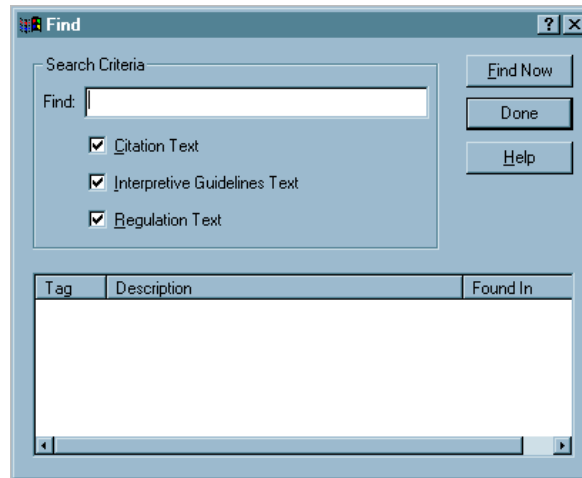 Find
Search Criteria
Find:
Citation Text
Interpretive Guidelines Text
Regulation Text
Find Now
Done
Help
Tag Description Found In